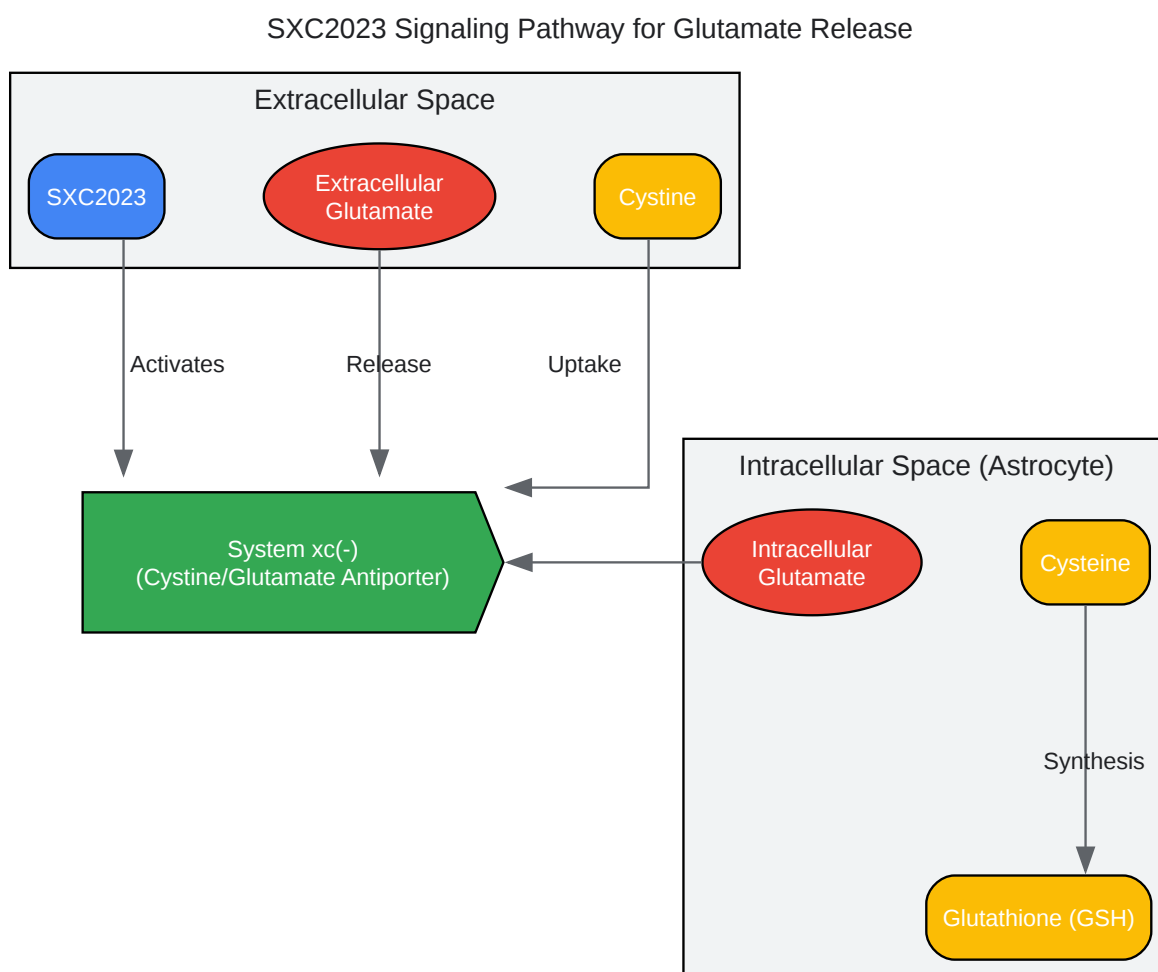 SXC2023 Signaling Pathway for Glutamate Release
Extracellular Space
SXC2023
Extracellular
Glutamate
Cystine
Activates
Release
Uptake
Intracellular Space (Astrocyte)
System xc(-)
(Cystine/Glutamate Antiporter)
Intracellular
Glutamate
Cysteine
Synthesis
Glutathione (GSH)